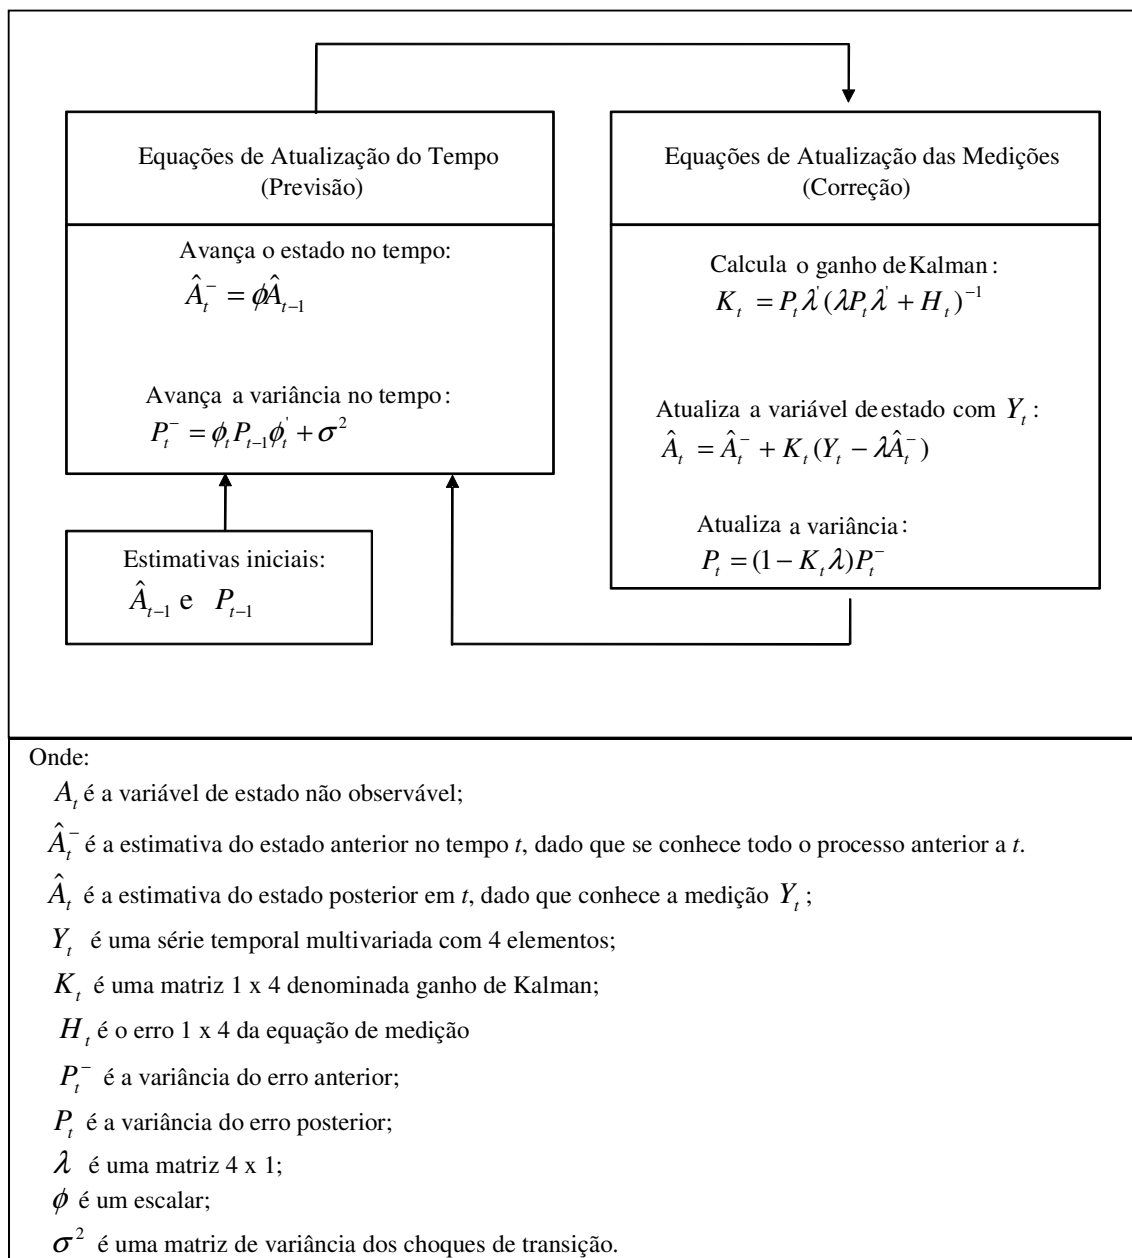 Equações de Atualização do Tempo
(Previsão)
Avança o estado no tempo:
Â_t^- = ϕÂ_{t−1}
Avança a variância no tempo:
P_t^- = ϕ_t P_{t−1} ϕ_t^' + σ^2
Estimativas iniciais:
Â_{t−1} e P_{t−1}
Equações de Atualização das Medições
(Correção)
Calcula o ganho de Kalman:
K_t = P_t λ^' (λP_t λ^' + H_t)^{−1}
Atualiza a variável de estado com Y_t:
Â_t = Â_t^- + K_t (Y_t − λÂ_t^-)
Atualiza a variância:
P_t = (1 − K_t λ)P_t^-
Onde:
A_t é a variável de estado não observável;
Â_t^- é a estimativa do estado anterior no tempo t, dado que se conhece todo o processo anterior a t.
Â_t é a estimativa do estado posterior em t, dado que conhece a medição Y_t;
Y_t é uma série temporal multivariada com 4 elementos;
K_t é uma matriz 1 x 4 denominada ganho de Kalman;
H_t é o erro 1 x 4 da equação de medição
P_t^- é a variância do erro anterior;
P_t é a variância do erro posterior;
λ é uma matriz 4 x 1;
ϕ é um escalar;
σ^2 é uma matriz de variância dos choques de transição.